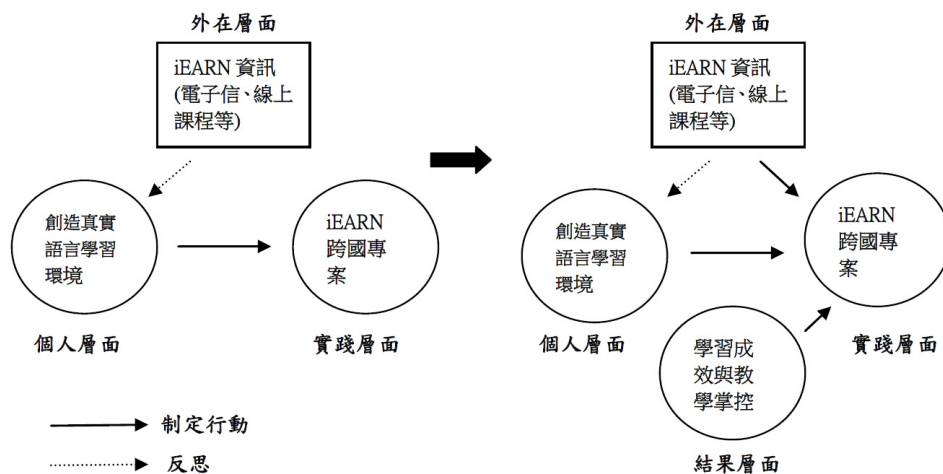 外在層面
iEARN 資訊
(電子信、線上
課程等)
創造真實
語言學習
環境
iEARN
跨國專
案
個人層面
實踐層面
外在層面
iEARN 資訊
(電子信、線上
課程等)
創造真實
語言學習
環境
iEARN
跨國專
案
個人層面
實踐層面
學習成
效與教
學掌控
結果層面
制定行動
反思